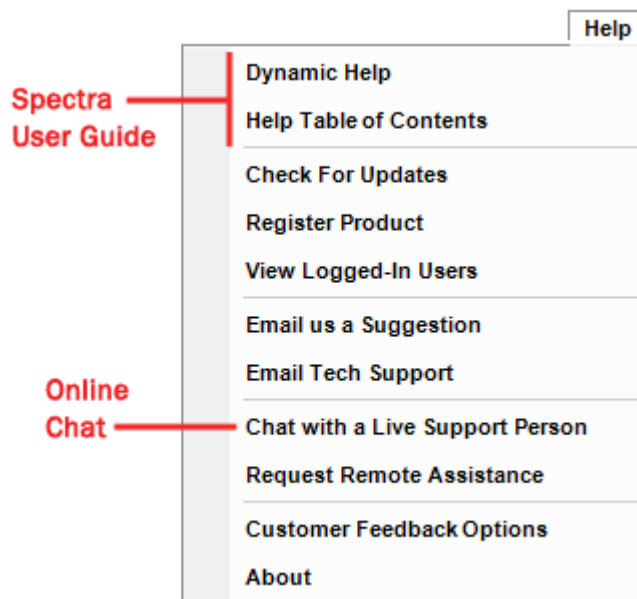 Help
Dynamic Help
Spectra
User Guide
Help Table of Contents
Check For Updates
Register Product
View Logged-In Users
Email us a Suggestion
Email Tech Support
Online
Chat
Chat with a Live Support Person
Request Remote Assistance
Customer Feedback Options
About